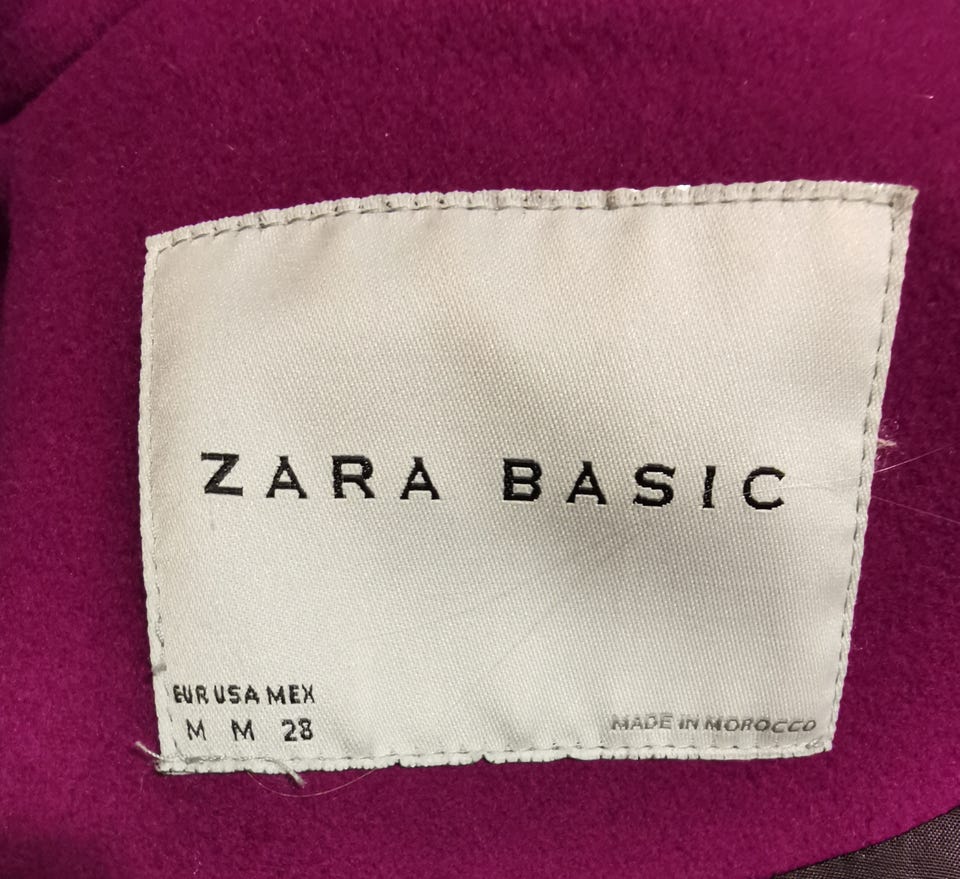 ZARA BASIC
EUR USA MEX
M M 28
MADE IN MOROCCO